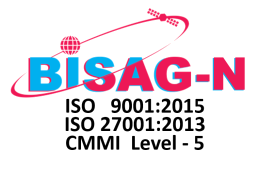 BISAG-N
ISO 9001:2015
ISO 27001:2013
CMMI Level - 5